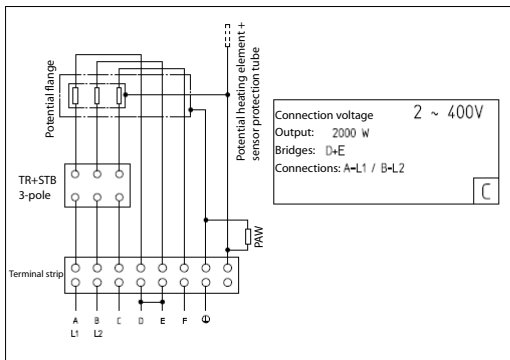 Potential flange
Potential heating element +
sensor protection tube
TR+STB
3-pole
PAW
Terminal strip
A B C D E F
L1 L2
Connection voltage 2 ~ 400V
Output: 2000 W
Bridges: D+E
Connections: A-L1 / B-L2
C